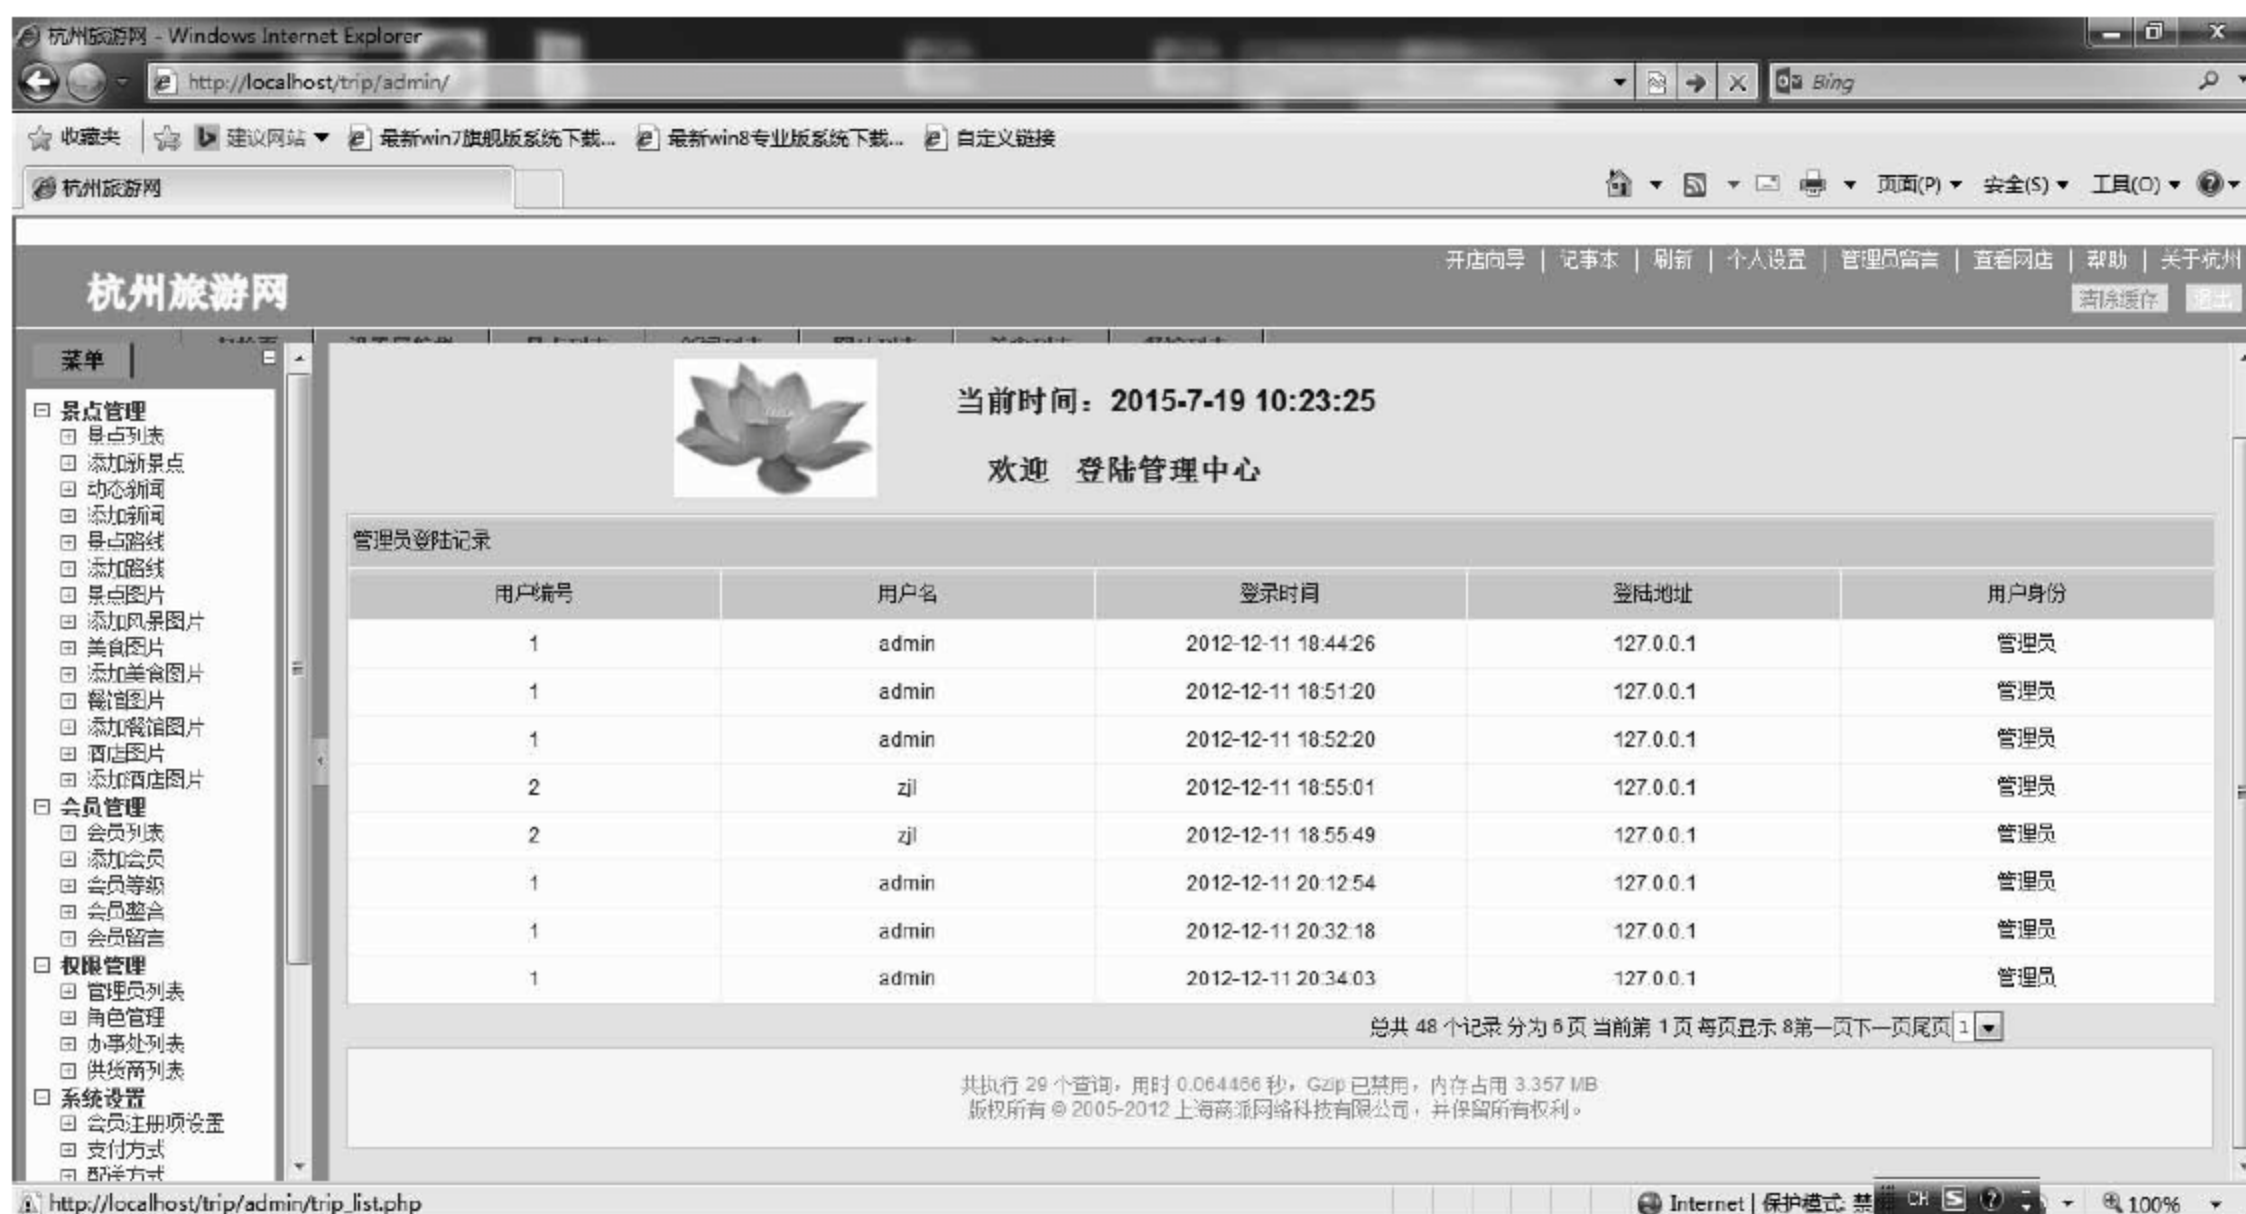 杭州旅游网 - Windows Internet Explorer
http://localhost/trip/admin/
Bing
收藏夹 建议网站 最新win7旗舰版系统下载... 最新win8专业版系统下载... 自定义链接
杭州旅游网
页面(P) 安全(S) 工具(O)
开店向导 | 记事本 | 刷新 | 个人设置 | 管理员留言 | 查看网店 | 帮助 | 关于杭州
杭州旅游网
清除缓存 退出
菜单
景点管理
景点列表
添加新景点
动态新闻
添加新闻
景点路线
添加路线
景点图片
添加风景图片
美食图片
添加美食图片
餐馆图片
添加餐馆图片
酒店图片
添加酒店图片
会员管理
会员列表
添加会员
会员等级
会员整合
会员留言
权限管理
管理员列表
角色管理
办事处列表
供货商列表
系统设置
会员注册项设置
支付方式
配送方式
当前时间：2015-7-19 10:23:25
欢迎 登陆管理中心
管理员登陆记录
用户编号 用户名 登录时间 登陆地址 用户身份
1 admin 2012-12-11 18:44:26 127.0.0.1 管理员
1 admin 2012-12-11 18:51:20 127.0.0.1 管理员
1 admin 2012-12-11 18:52:20 127.0.0.1 管理员
2 zjl 2012-12-11 18:55:01 127.0.0.1 管理员
2 zjl 2012-12-11 18:55:49 127.0.0.1 管理员
1 admin 2012-12-11 20:12:54 127.0.0.1 管理员
1 admin 2012-12-11 20:32:18 127.0.0.1 管理员
1 admin 2012-12-11 20:34:03 127.0.0.1 管理员
总共 48 个记录 分为 6 页 当前第 1 页 每页显示 8第一页下一页尾页 1
共执行 29 个查询，用时 0.064466 秒，Gzip 已禁用，内存占用 3.357 MB
版权所有 © 2005-2012 上海商派网络科技有限公司，并保留所有权利。
http://localhost/trip/admin/trip_list.php
Internet | 保护模式: 禁
CH
100%